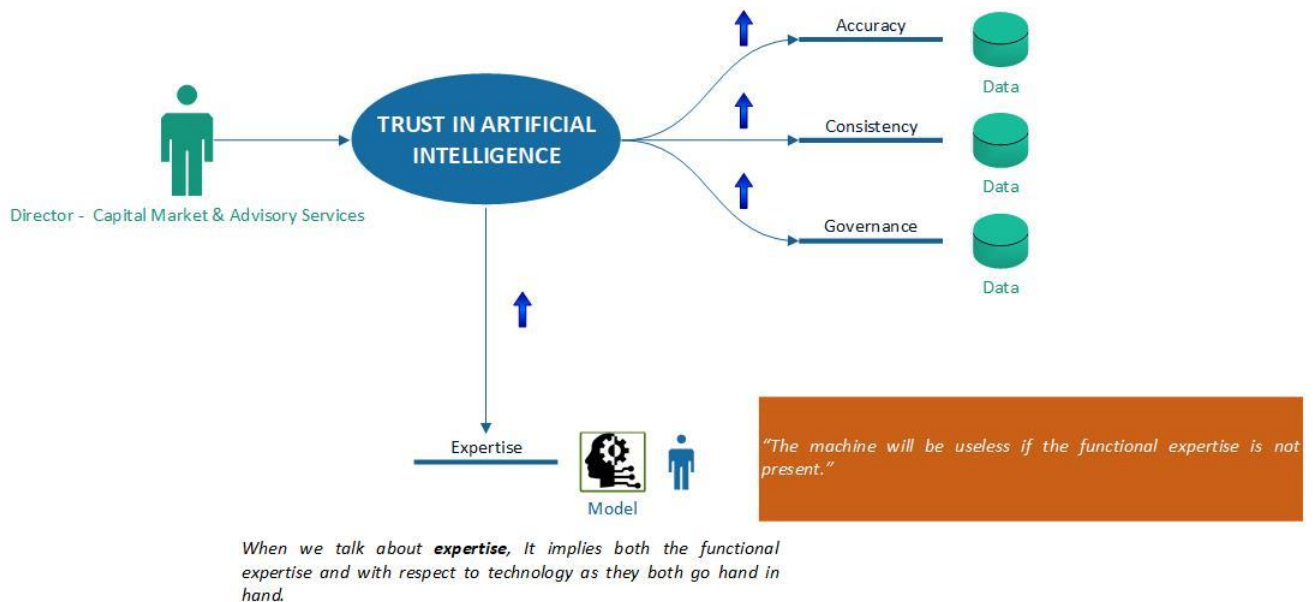 Accuracy
Data
TRUST IN ARTIFICIAL
INTELLIGENCE
Consistency
Data
Director - Capital Market & Advisory Services
Governance
Data
Expertise
Model
“The machine will be useless if the functional expertise is not
present.”
When we talk about expertise, It implies both the functional
expertise and with respect to technology as they both go hand in
hand.